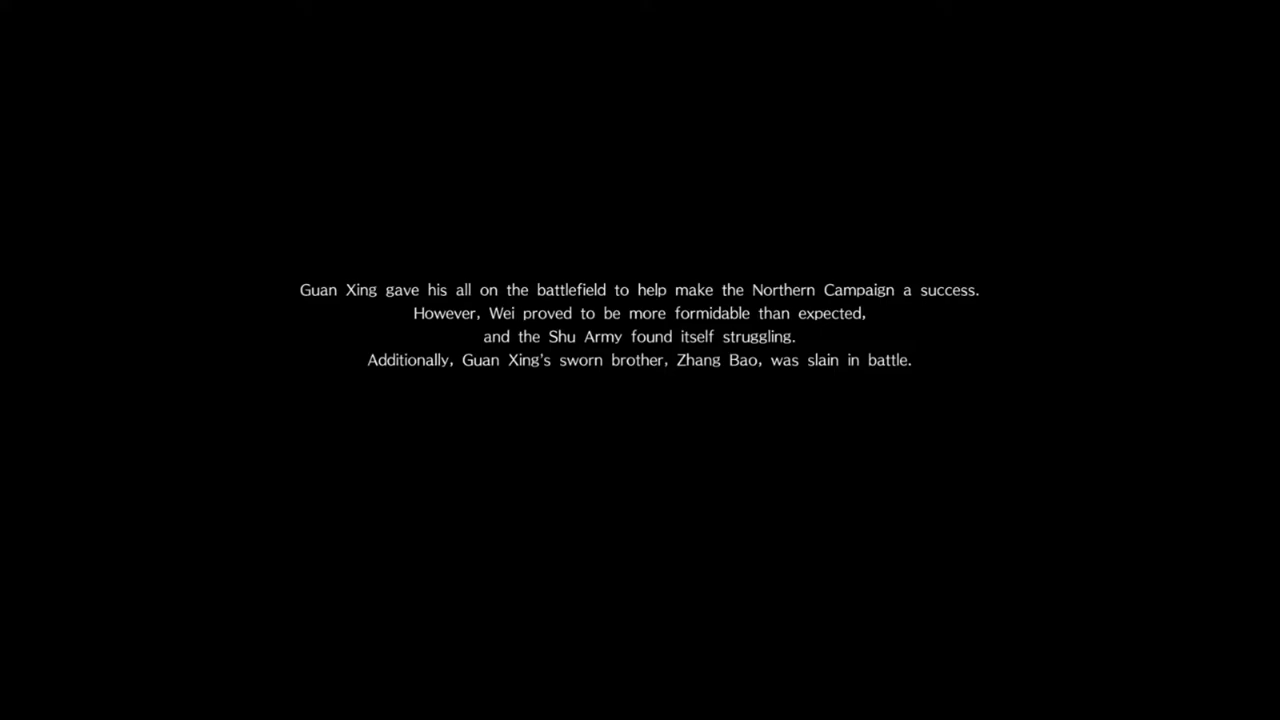 Guan Xing gave his all on the battlefield to help make the Northern Campaign a success.
However, Wei proved to be more formidable than expected,
and the Shu Army found itself struggling.
Additionally, Guan Xing's sworn brother, Zhang Bao, was slain in battle.